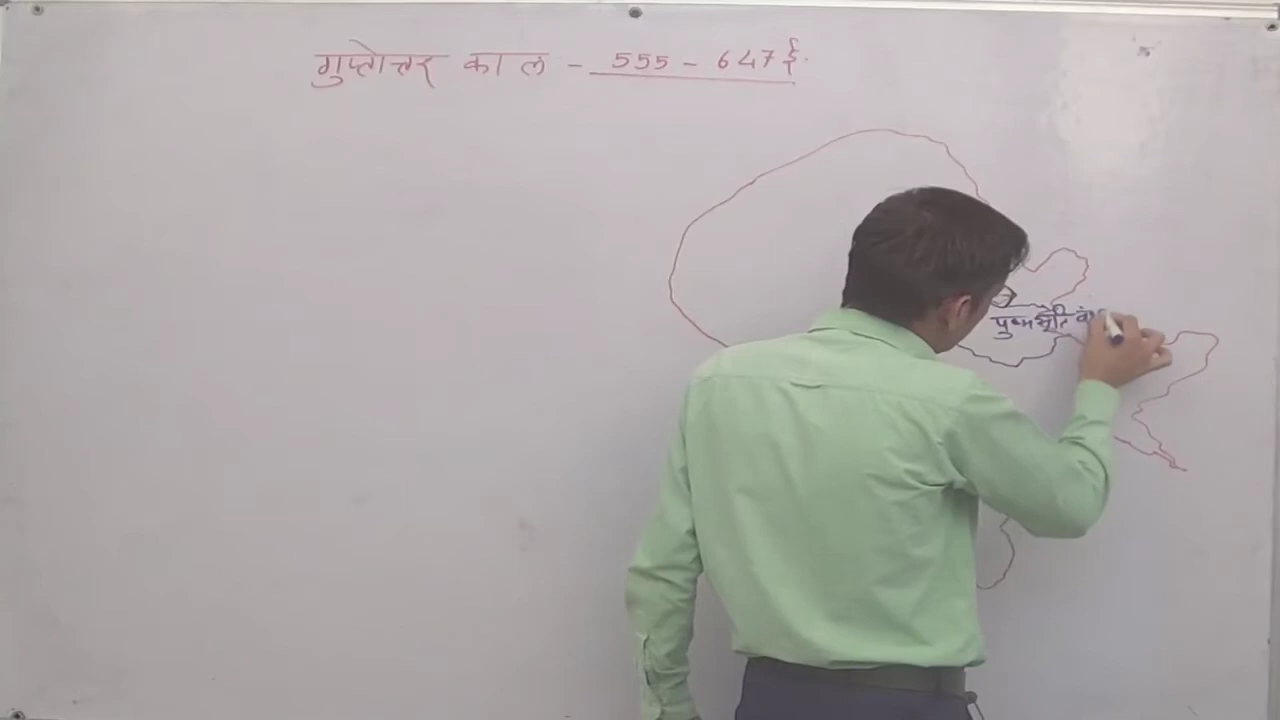 गुप्तोत्तर काल - 555 - 647 ई.
पुष्यभूति वं